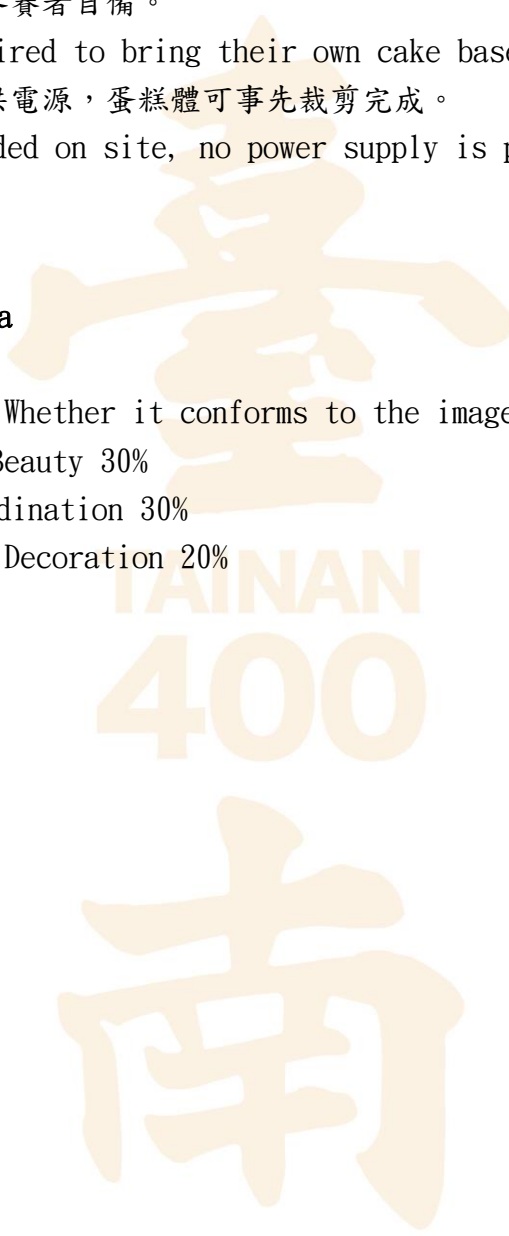 賽者自備。
ired to bring their own cake base
電源，蛋糕體可事先裁剪完成。
ded on site, no power supply is p
a
Whether it conforms to the image
Beauty 30%
dination 30%
Decoration 20%
臺
TAINAN
400
南